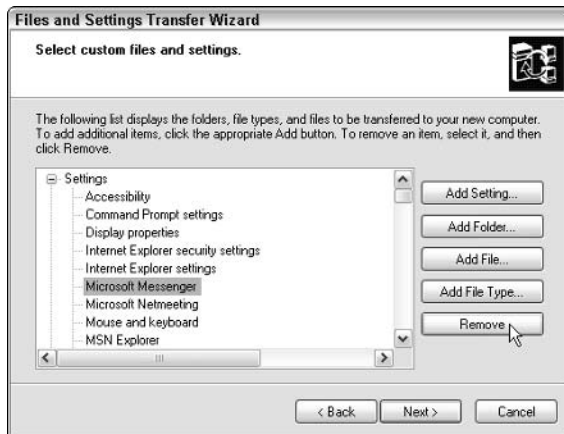 Files and Settings Transfer Wizard
Select custom files and settings.
The following list displays the folders, file types, and files to be transferred to your new computer.
To add additional items, click the appropriate Add button. To remove an item, select it, and then
click Remove.
Settings
Accessibility
Command Prompt settings
Display properties
Internet Explorer security settings
Internet Explorer settings
Microsoft Messenger
Microsoft Netmeeting
Mouse and keyboard
MSN Explorer
Add Setting...
Add Folder...
Add File...
Add File Type...
Remove
< Back
Next >
Cancel